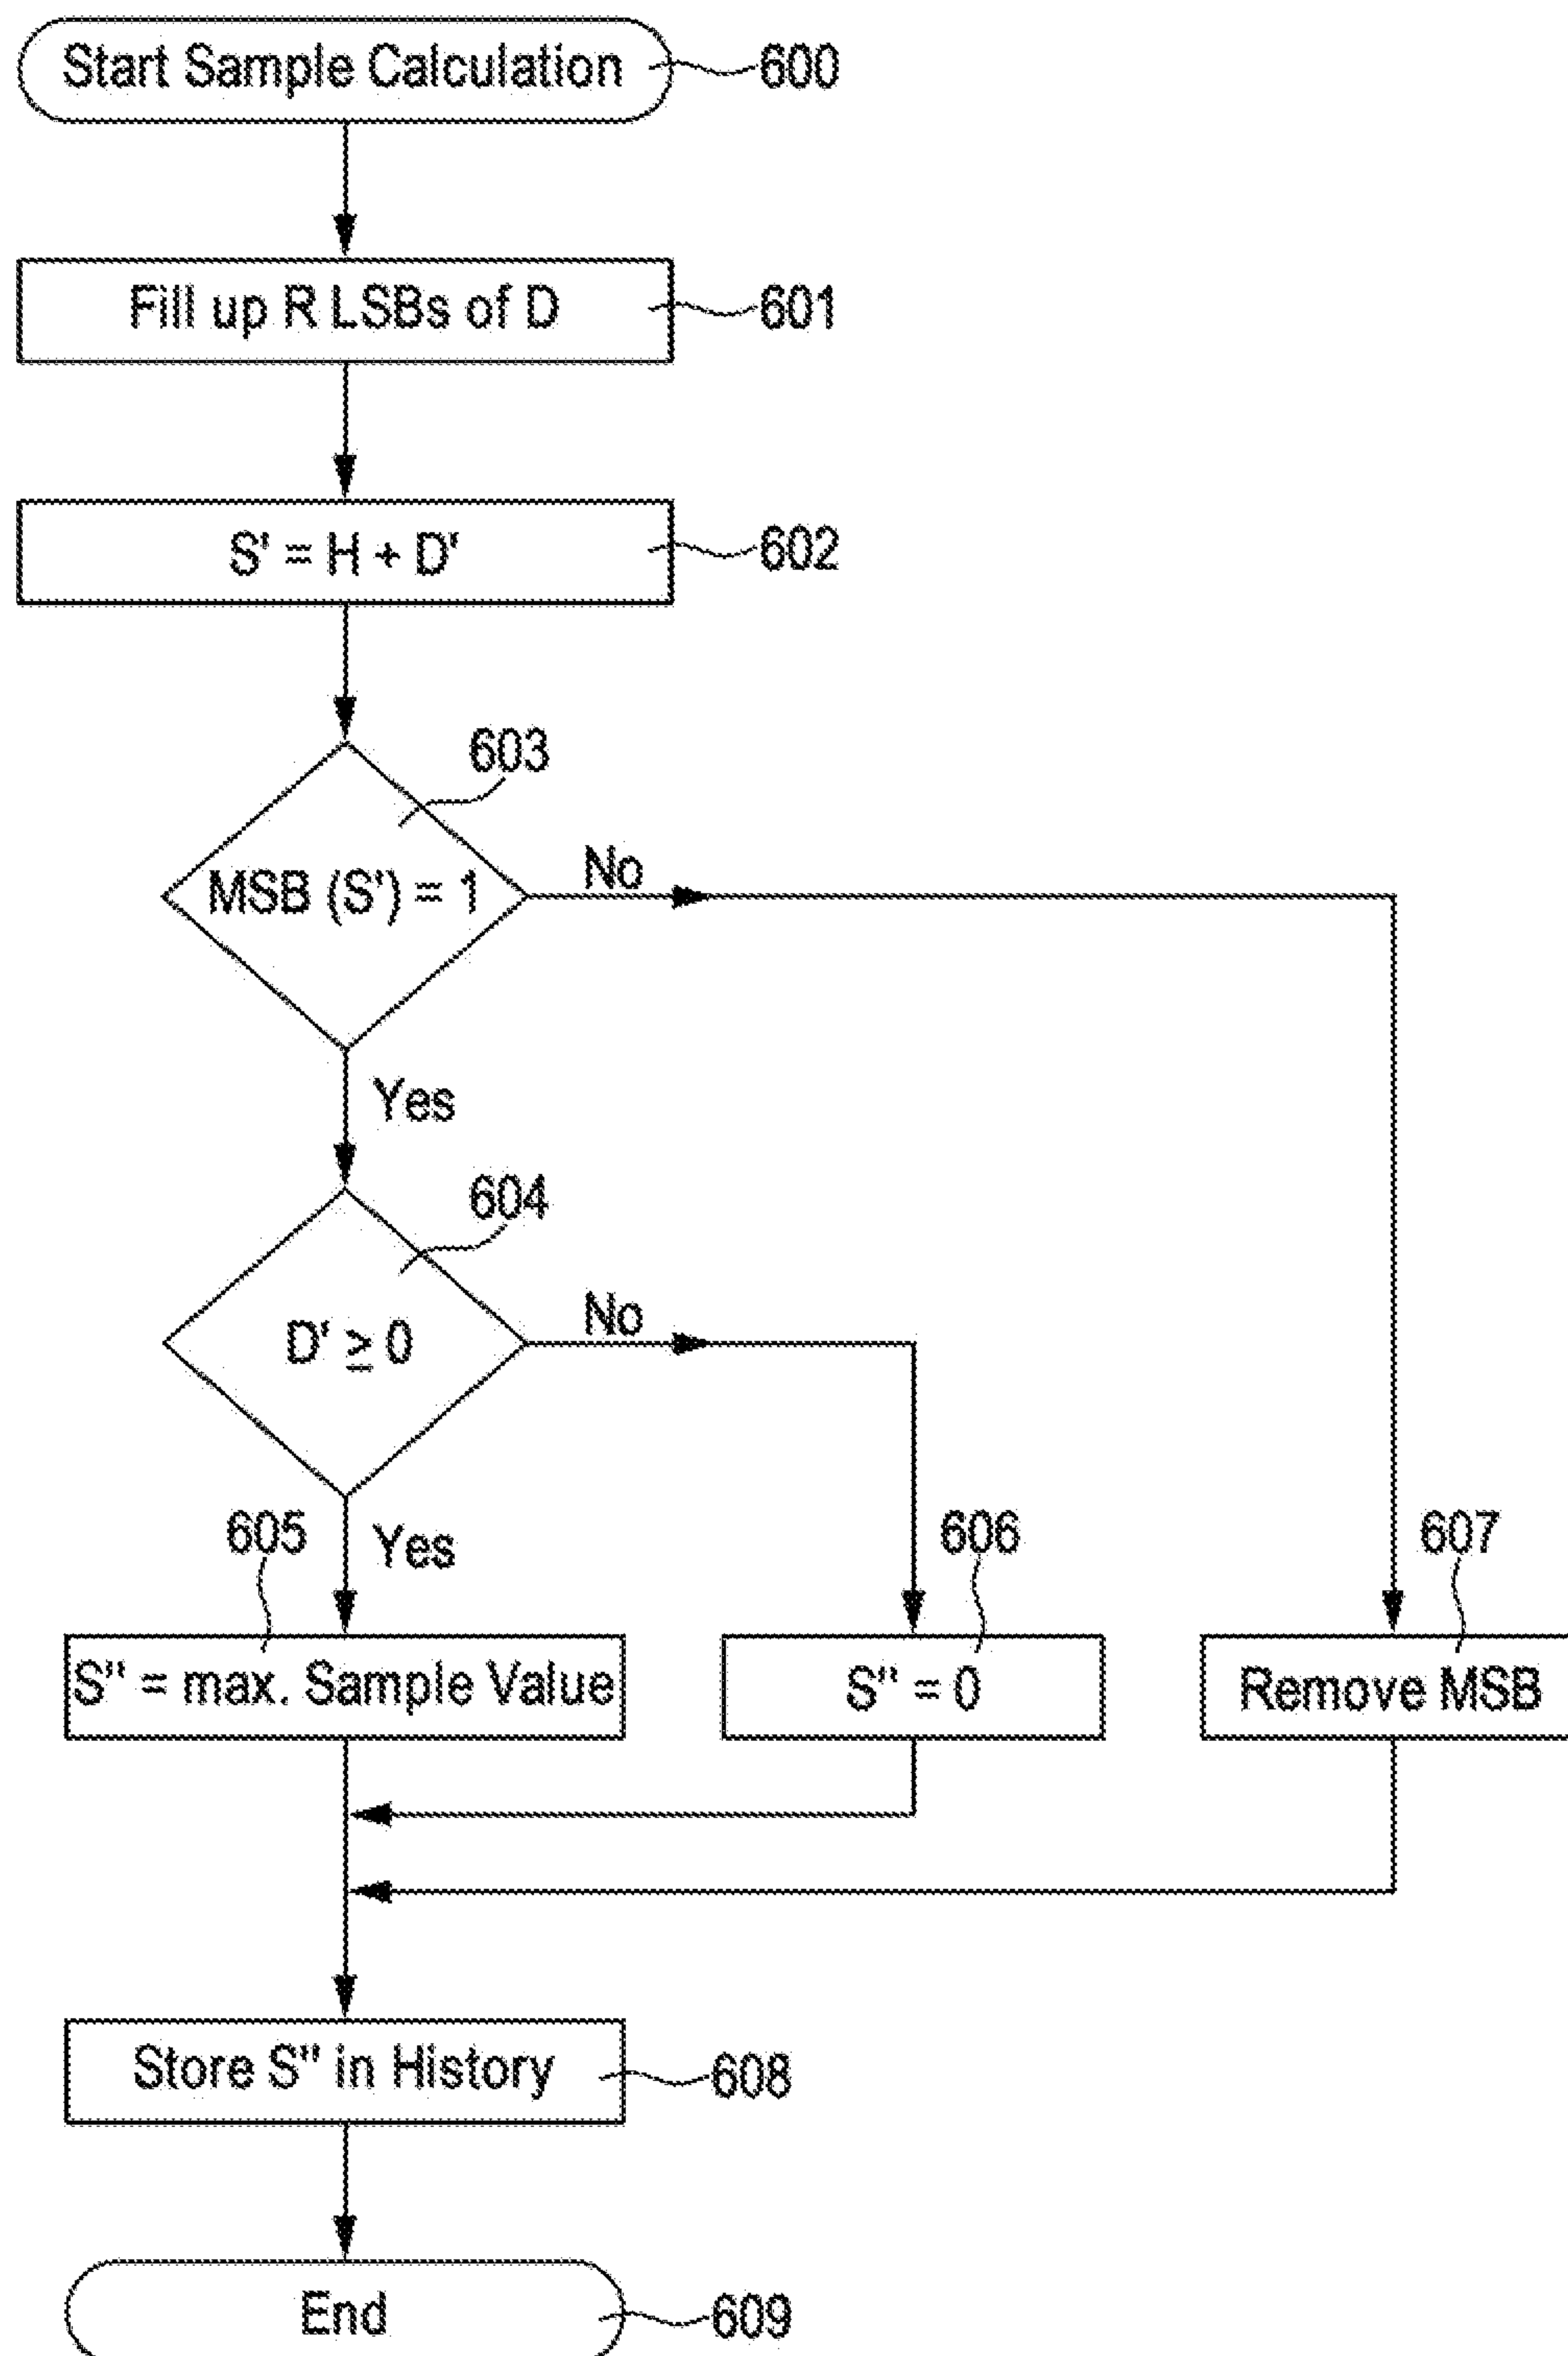 Start Sample Calculation 600
Fill up R LSBs of D 601
S' = H + D' 602
603
MSB (S') = 1
No
Yes
604
D' ≥ 0
No
Yes
605
606
607
S" = max. Sample Value
S" = 0
Remove MSB
Store S" in History 608
End 609